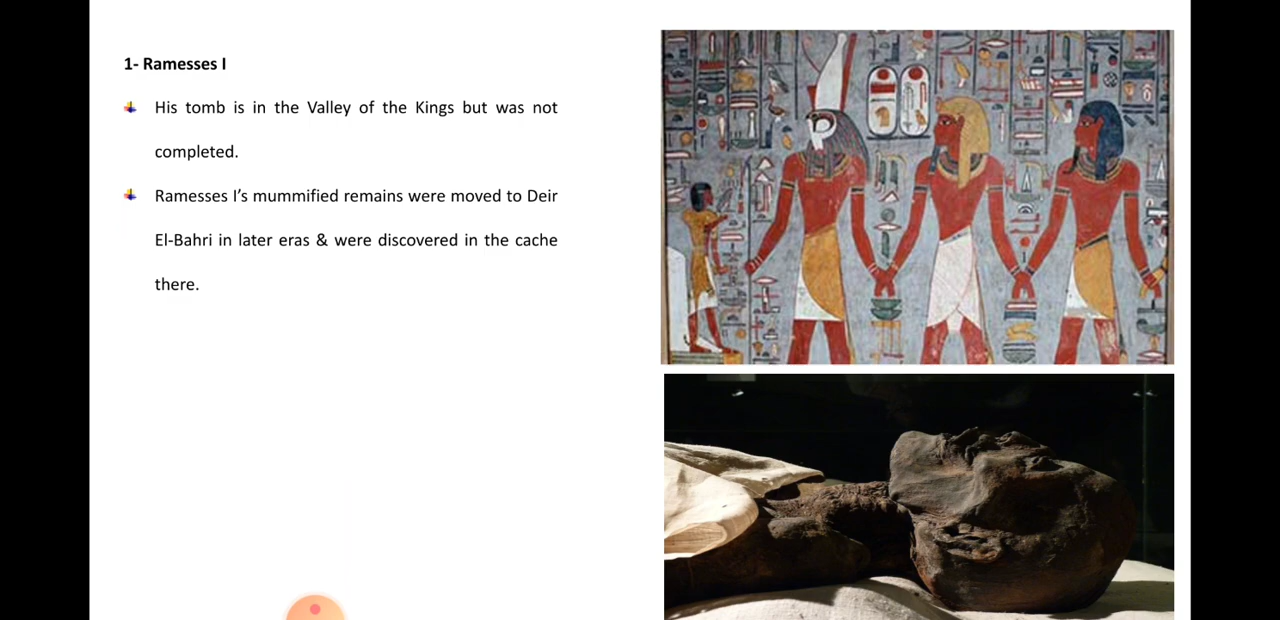 1- Ramesses I
His tomb is in the Valley of the Kings but was not
completed.
Ramesses I’s mummified remains were moved to Deir
El-Bahri in later eras & were discovered in the cache
there.